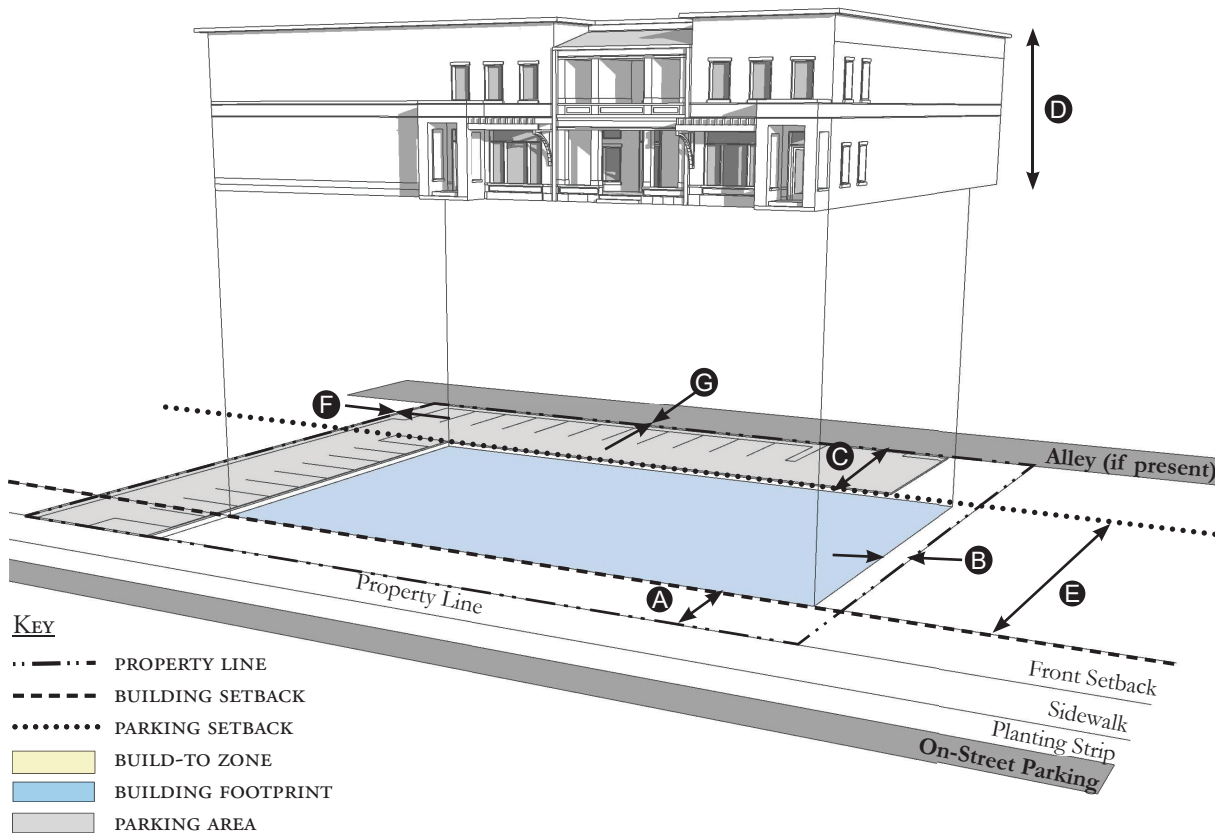 D
G
F
C
Alley (if present)
B
A
E
Property Line
Front Setback
Sidewalk
Planting Strip
On-Street Parking
KEY
PROPERTY LINE
BUILDING SETBACK
PARKING SETBACK
BUILD-TO ZONE
BUILDING FOOTPRINT
PARKING AREA